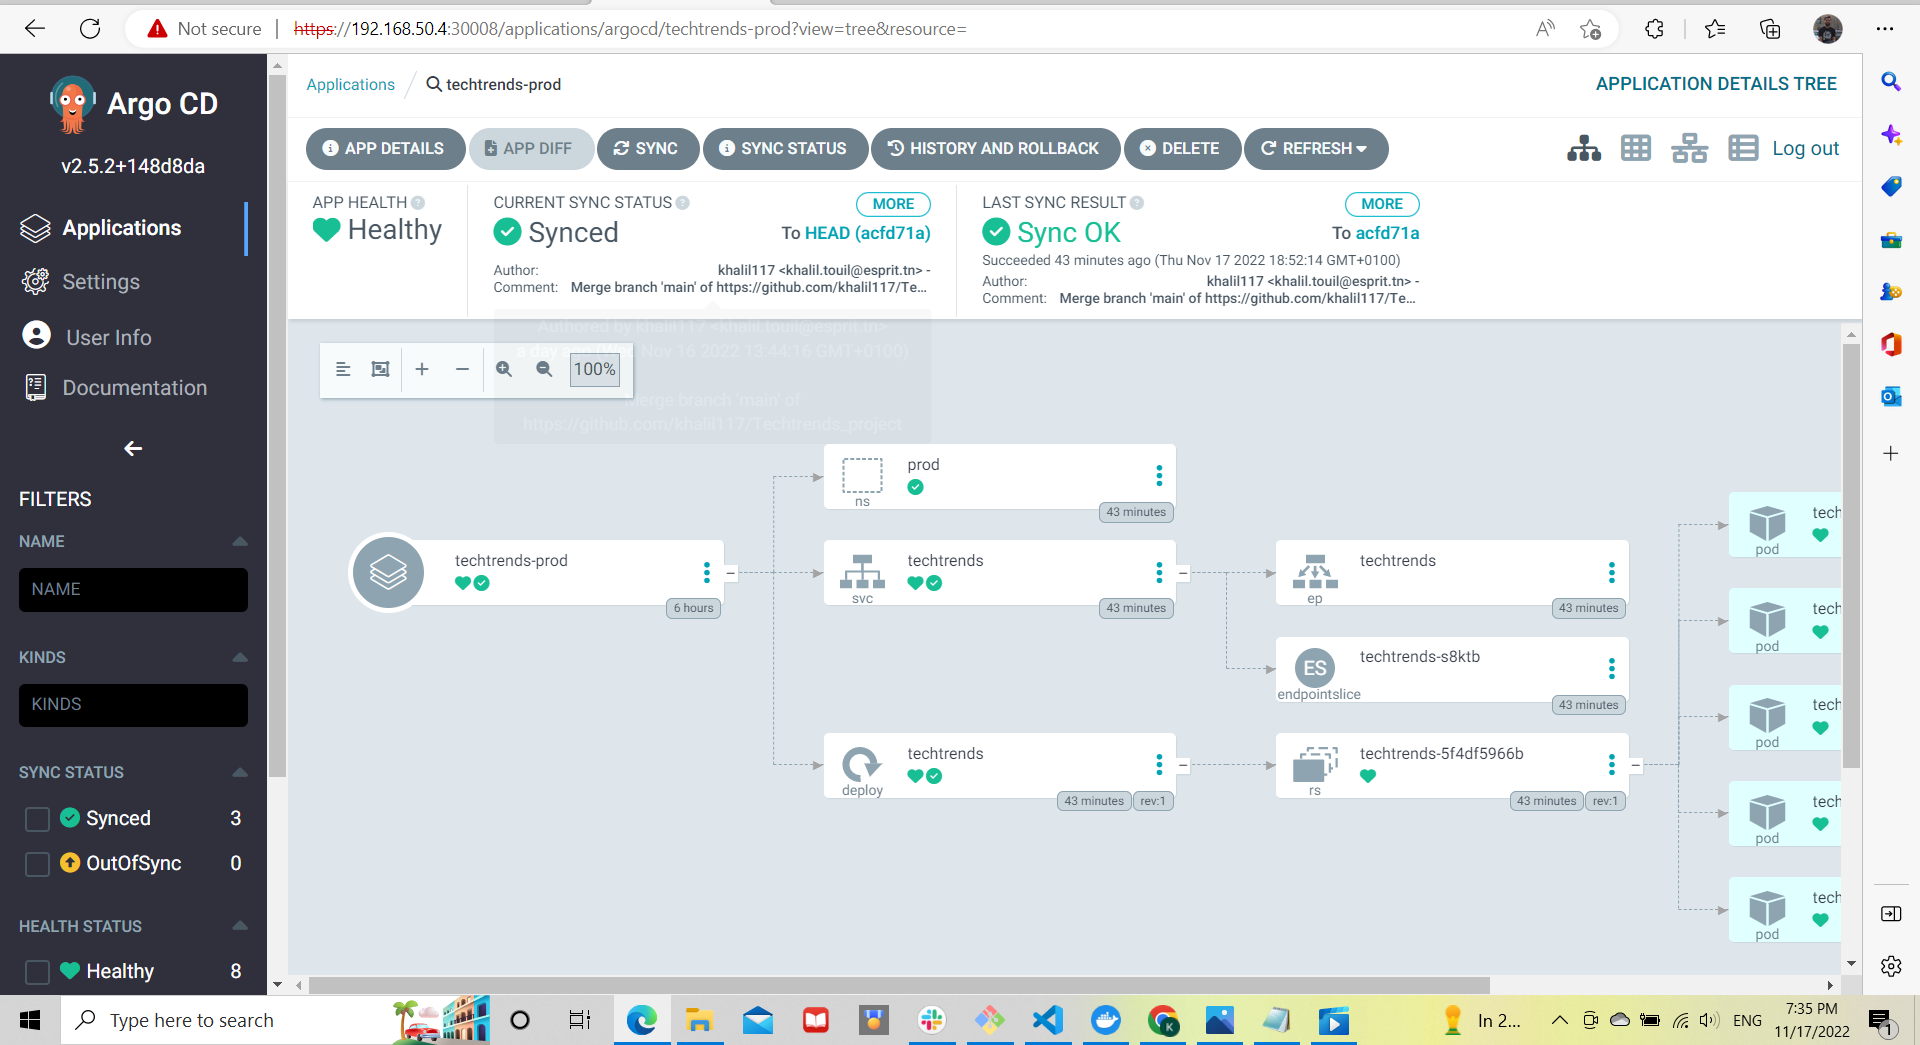 Not secure
https://192.168.50.4:30008/applications/argocd/techtrends-prod?view=tree&resource=
Argo CD
v2.5.2+148d8da
Applications
Settings
User Info
Documentation
FILTERS
NAME
NAME
KINDS
KINDS
SYNC STATUS
Synced 3
OutOfSync 0
HEALTH STATUS
Healthy 8
Applications / techtrends-prod
APPLICATION DETAILS TREE
APP DETAILS
APP DIFF
SYNC
SYNC STATUS
HISTORY AND ROLLBACK
DELETE
REFRESH
Log out
APP HEALTH
Healthy
CURRENT SYNC STATUS
MORE
Synced
To HEAD (acfd71a)
Author: khalil117 <khalil.touil@esprit.tn> -
Comment: Merge branch 'main' of https://github.com/khalil117/Te...
LAST SYNC RESULT
MORE
Sync OK
To acfd71a
Succeeded 43 minutes ago (Thu Nov 17 2022 18:52:14 GMT+0100)
Author: khalil117 <khalil.touil@esprit.tn> -
Comment: Merge branch 'main' of https://github.com/khalil117/Te...
Authored by khalil117 <khalil.touil@esprit.tn>
a day ago (Wed Nov 16 2022 13:44:16 GMT+0100)
Merge branch 'main' of
https://github.com/khalil117/Techtrends_project
100%
techtrends-prod
6 hours
prod
ns
43 minutes
techtrends
svc
43 minutes
techtrends
deploy
43 minutes
rev:1
techtrends
ep
43 minutes
ES
techtrends-s8ktb
endpointslice
43 minutes
techtrends-5f4df5966b
rs
43 minutes
rev:1
tech
pod
tech
pod
tech
pod
tech
pod
tech
pod
Type here to search
In 2...
ENG
7:35 PM
11/17/2022
1